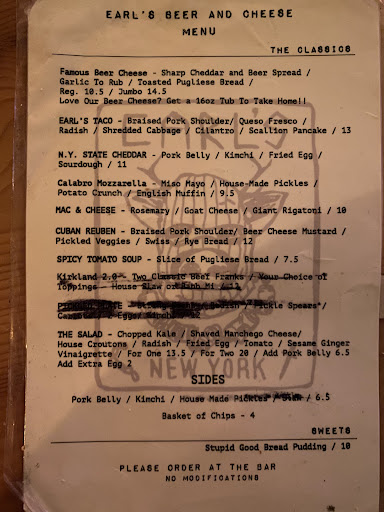 EARL'S BEER AND CHEESE
MENU
THE CLASSICS
Famous Beer Cheese - Sharp Cheddar and Beer Spread /
Garlic To Rub / Toasted Pugliese Bread /
Reg. 10.5 / Jumbo 14.5
Love Our Beer Cheese? Get a 16oz Tub To Take Home!!
EARL'S TACO - Braised Pork Shoulder/ Queso Fresco /
Radish / Shredded Cabbage / Cilantro / Scallion Pancake / 13
N.Y. STATE CHEDDAR - Pork Belly / Kimchi / Fried Egg /
Sourdough / 11
Calabro Mozzarella - Miso Mayo / House-Made Pickles /
Potato Crunch / English Muffin / 9.5
MAC & CHEESE - Rosemary / Goat Cheese / Giant Rigatoni / 10
CUBAN REUBEN - Braised Pork Shoulder/ Beer Cheese Mustard /
Pickled Veggies / Swiss / Rye Bread / 12
SPICY TOMATO SOUP - Slice of Pugliese Bread / 7.5
Kirkland 2.0 - Two Classic Beef Franks / Your Choice of
Toppings - House Slaw or Banh Mi
Pickle Spears/
THE SALAD - Chopped Kale / Shaved Manchego Cheese/
House Croutons / Radish / Fried Egg / Tomato / Sesame Ginger
Vinaigrette / For One 13.5 / For Two 20 / Add Pork Belly 6.5
Add Extra Egg 2
EARL'S
NEW YORK
SIDES
Pork Belly / Kimchi / House Made Pickles / Slaw / 6.5
Basket of Chips - 4
SWEETS
Stupid Good Bread Pudding / 10
PLEASE ORDER AT THE BAR
NO MODIFICATIONS